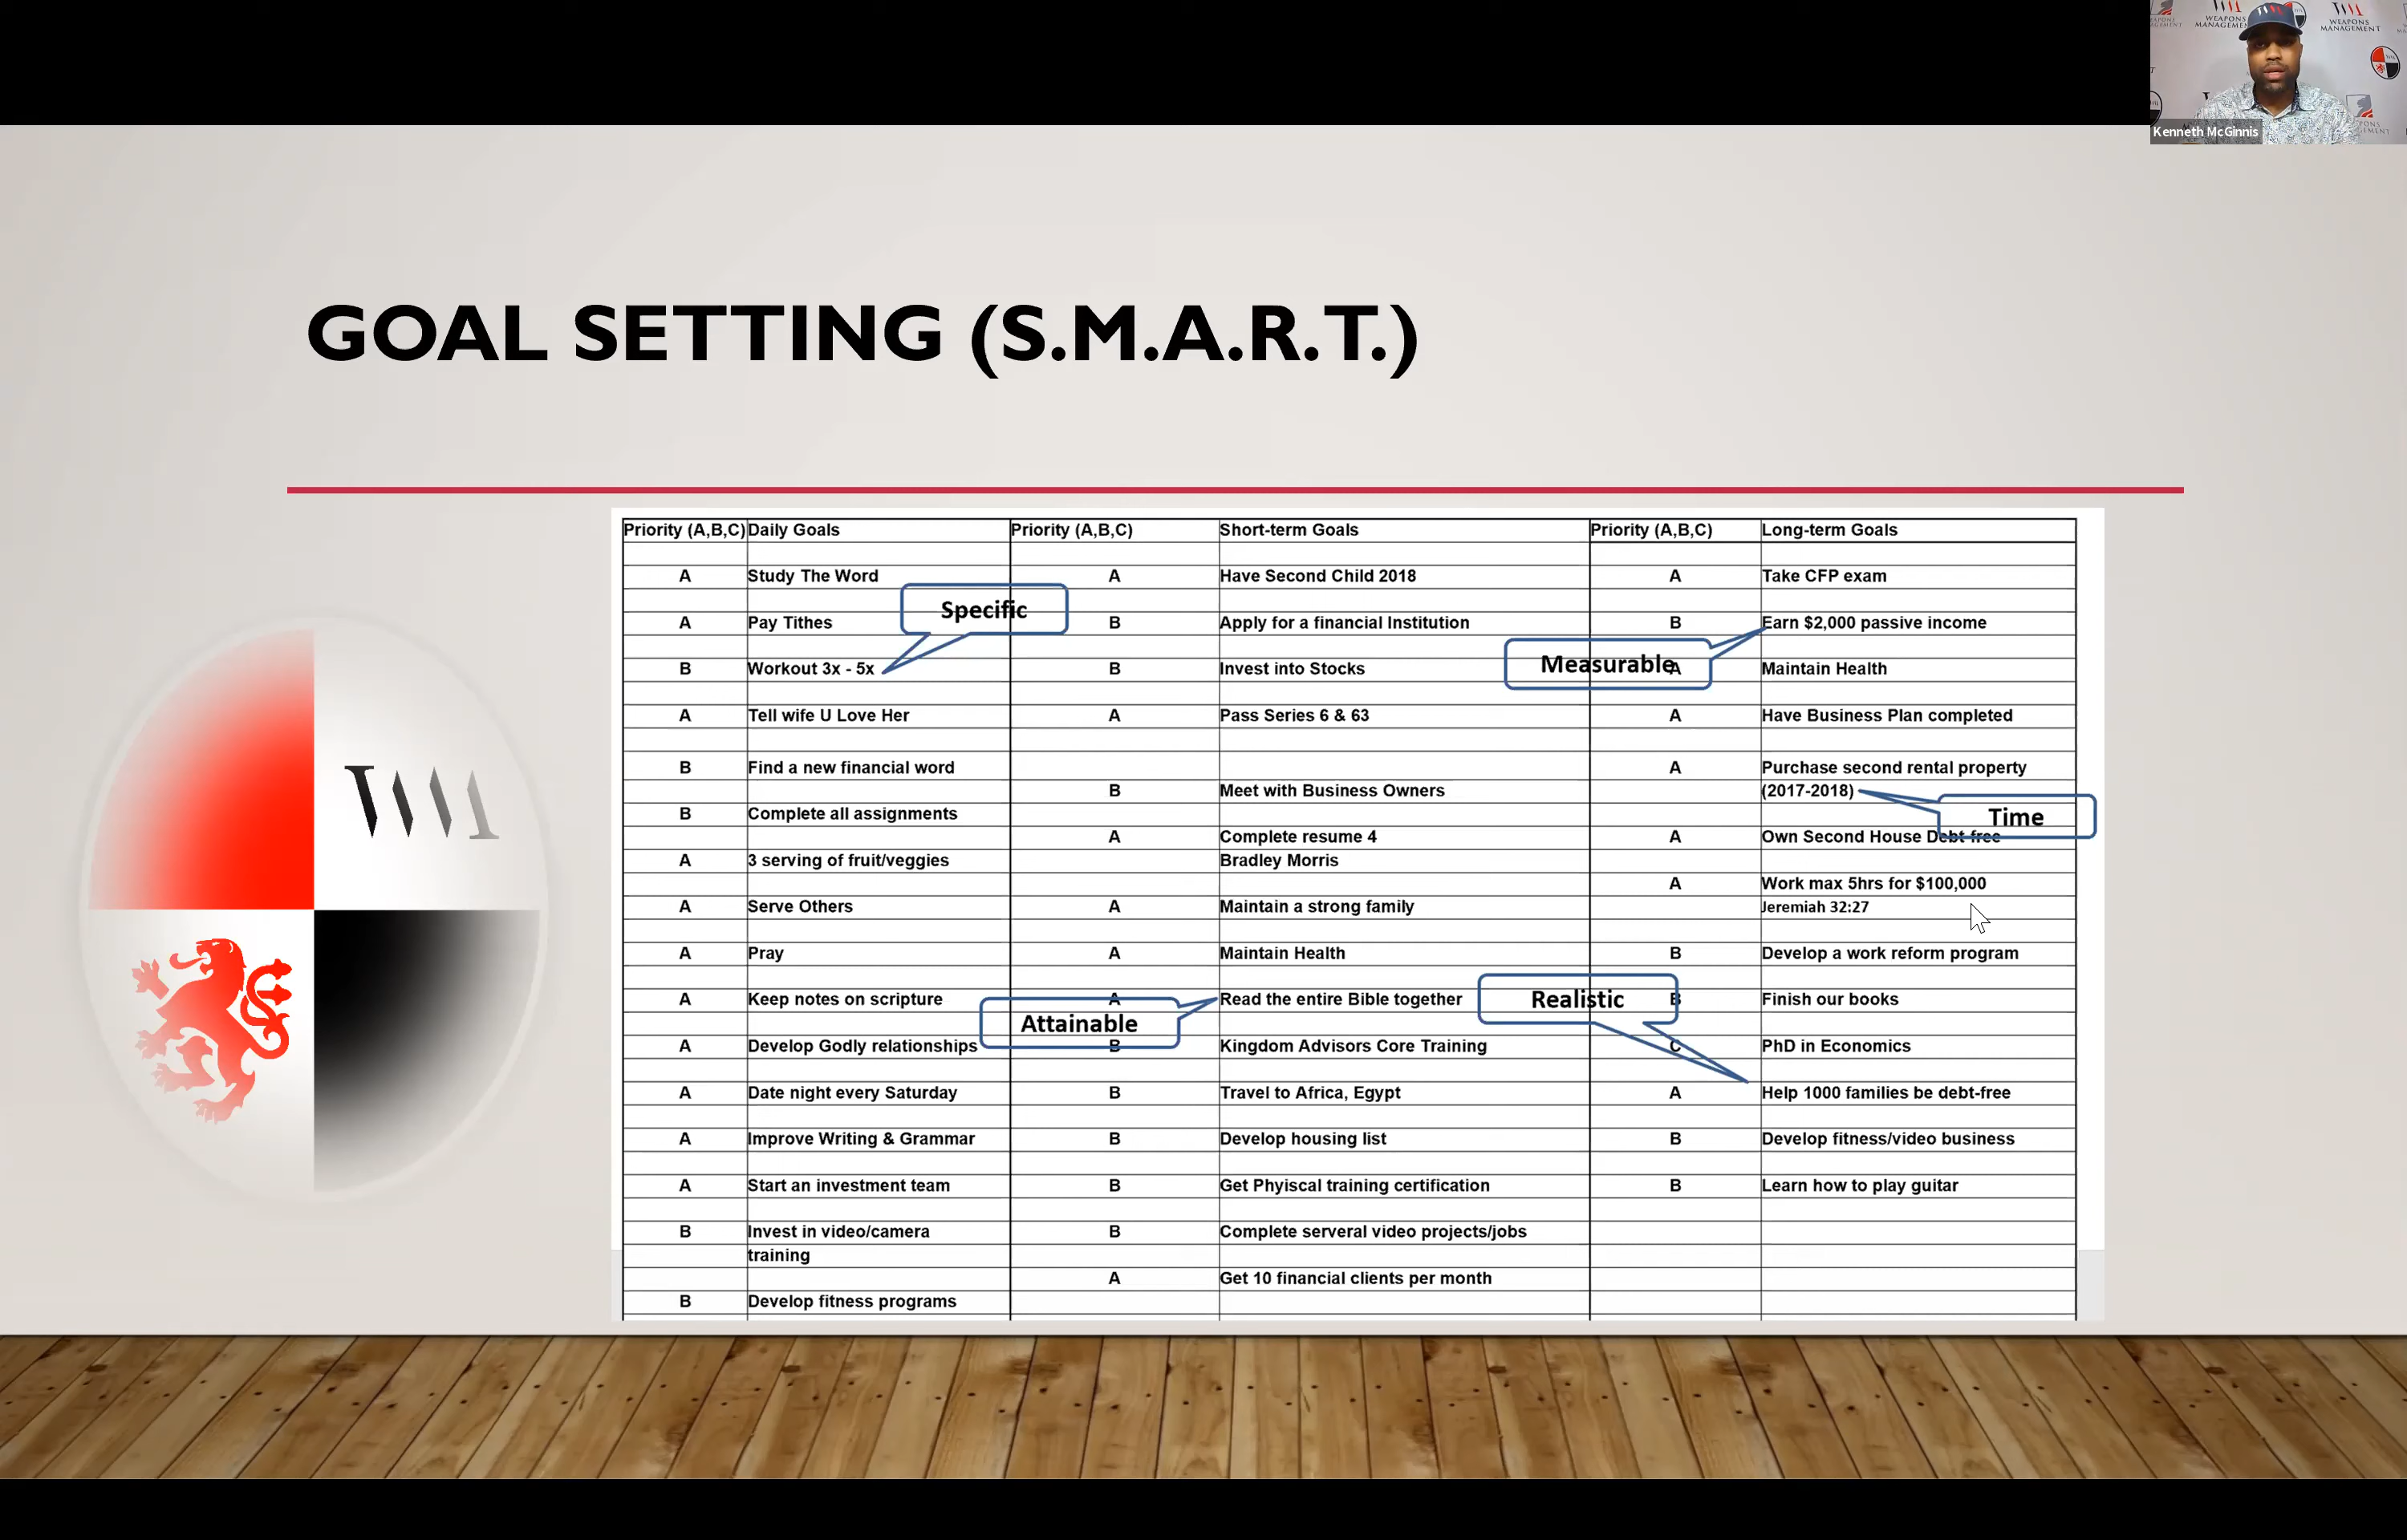 WEAPONS
MANAGEMENT
Kenneth McGinnis
GOAL SETTING (S.M.A.R.T.)
Priority (A,B,C) Daily Goals Priority (A,B,C) Short-term Goals Priority (A,B,C) Long-term Goals
A Study The Word A Have Second Child 2018 A Take CFP exam
Specific
A Pay Tithes B Apply for a financial Institution B Earn $2,000 passive income
Measurable
B Workout 3x - 5x B Invest into Stocks A Maintain Health
A Tell wife U Love Her A Pass Series 6 & 63 A Have Business Plan completed
B Find a new financial word A Purchase second rental property
B Meet with Business Owners (2017-2018)
B Complete all assignments
Time
A Complete resume 4 A Own Second House Debt-free
A 3 serving of fruit/veggies Bradley Morris
A Work max 5hrs for $100,000
A Serve Others A Maintain a strong family Jeremiah 32:27
A Pray A Maintain Health B Develop a work reform program
A Keep notes on scripture A Read the entire Bible together Realistic B Finish our books
Attainable
A Develop Godly relationships B Kingdom Advisors Core Training C PhD in Economics
A Date night every Saturday B Travel to Africa, Egypt A Help 1000 families be debt-free
A Improve Writing & Grammar B Develop housing list B Develop fitness/video business
A Start an investment team B Get Phyiscal training certification B Learn how to play guitar
B Invest in video/camera B Complete serveral video projects/jobs
training
A Get 10 financial clients per month
B Develop fitness programs